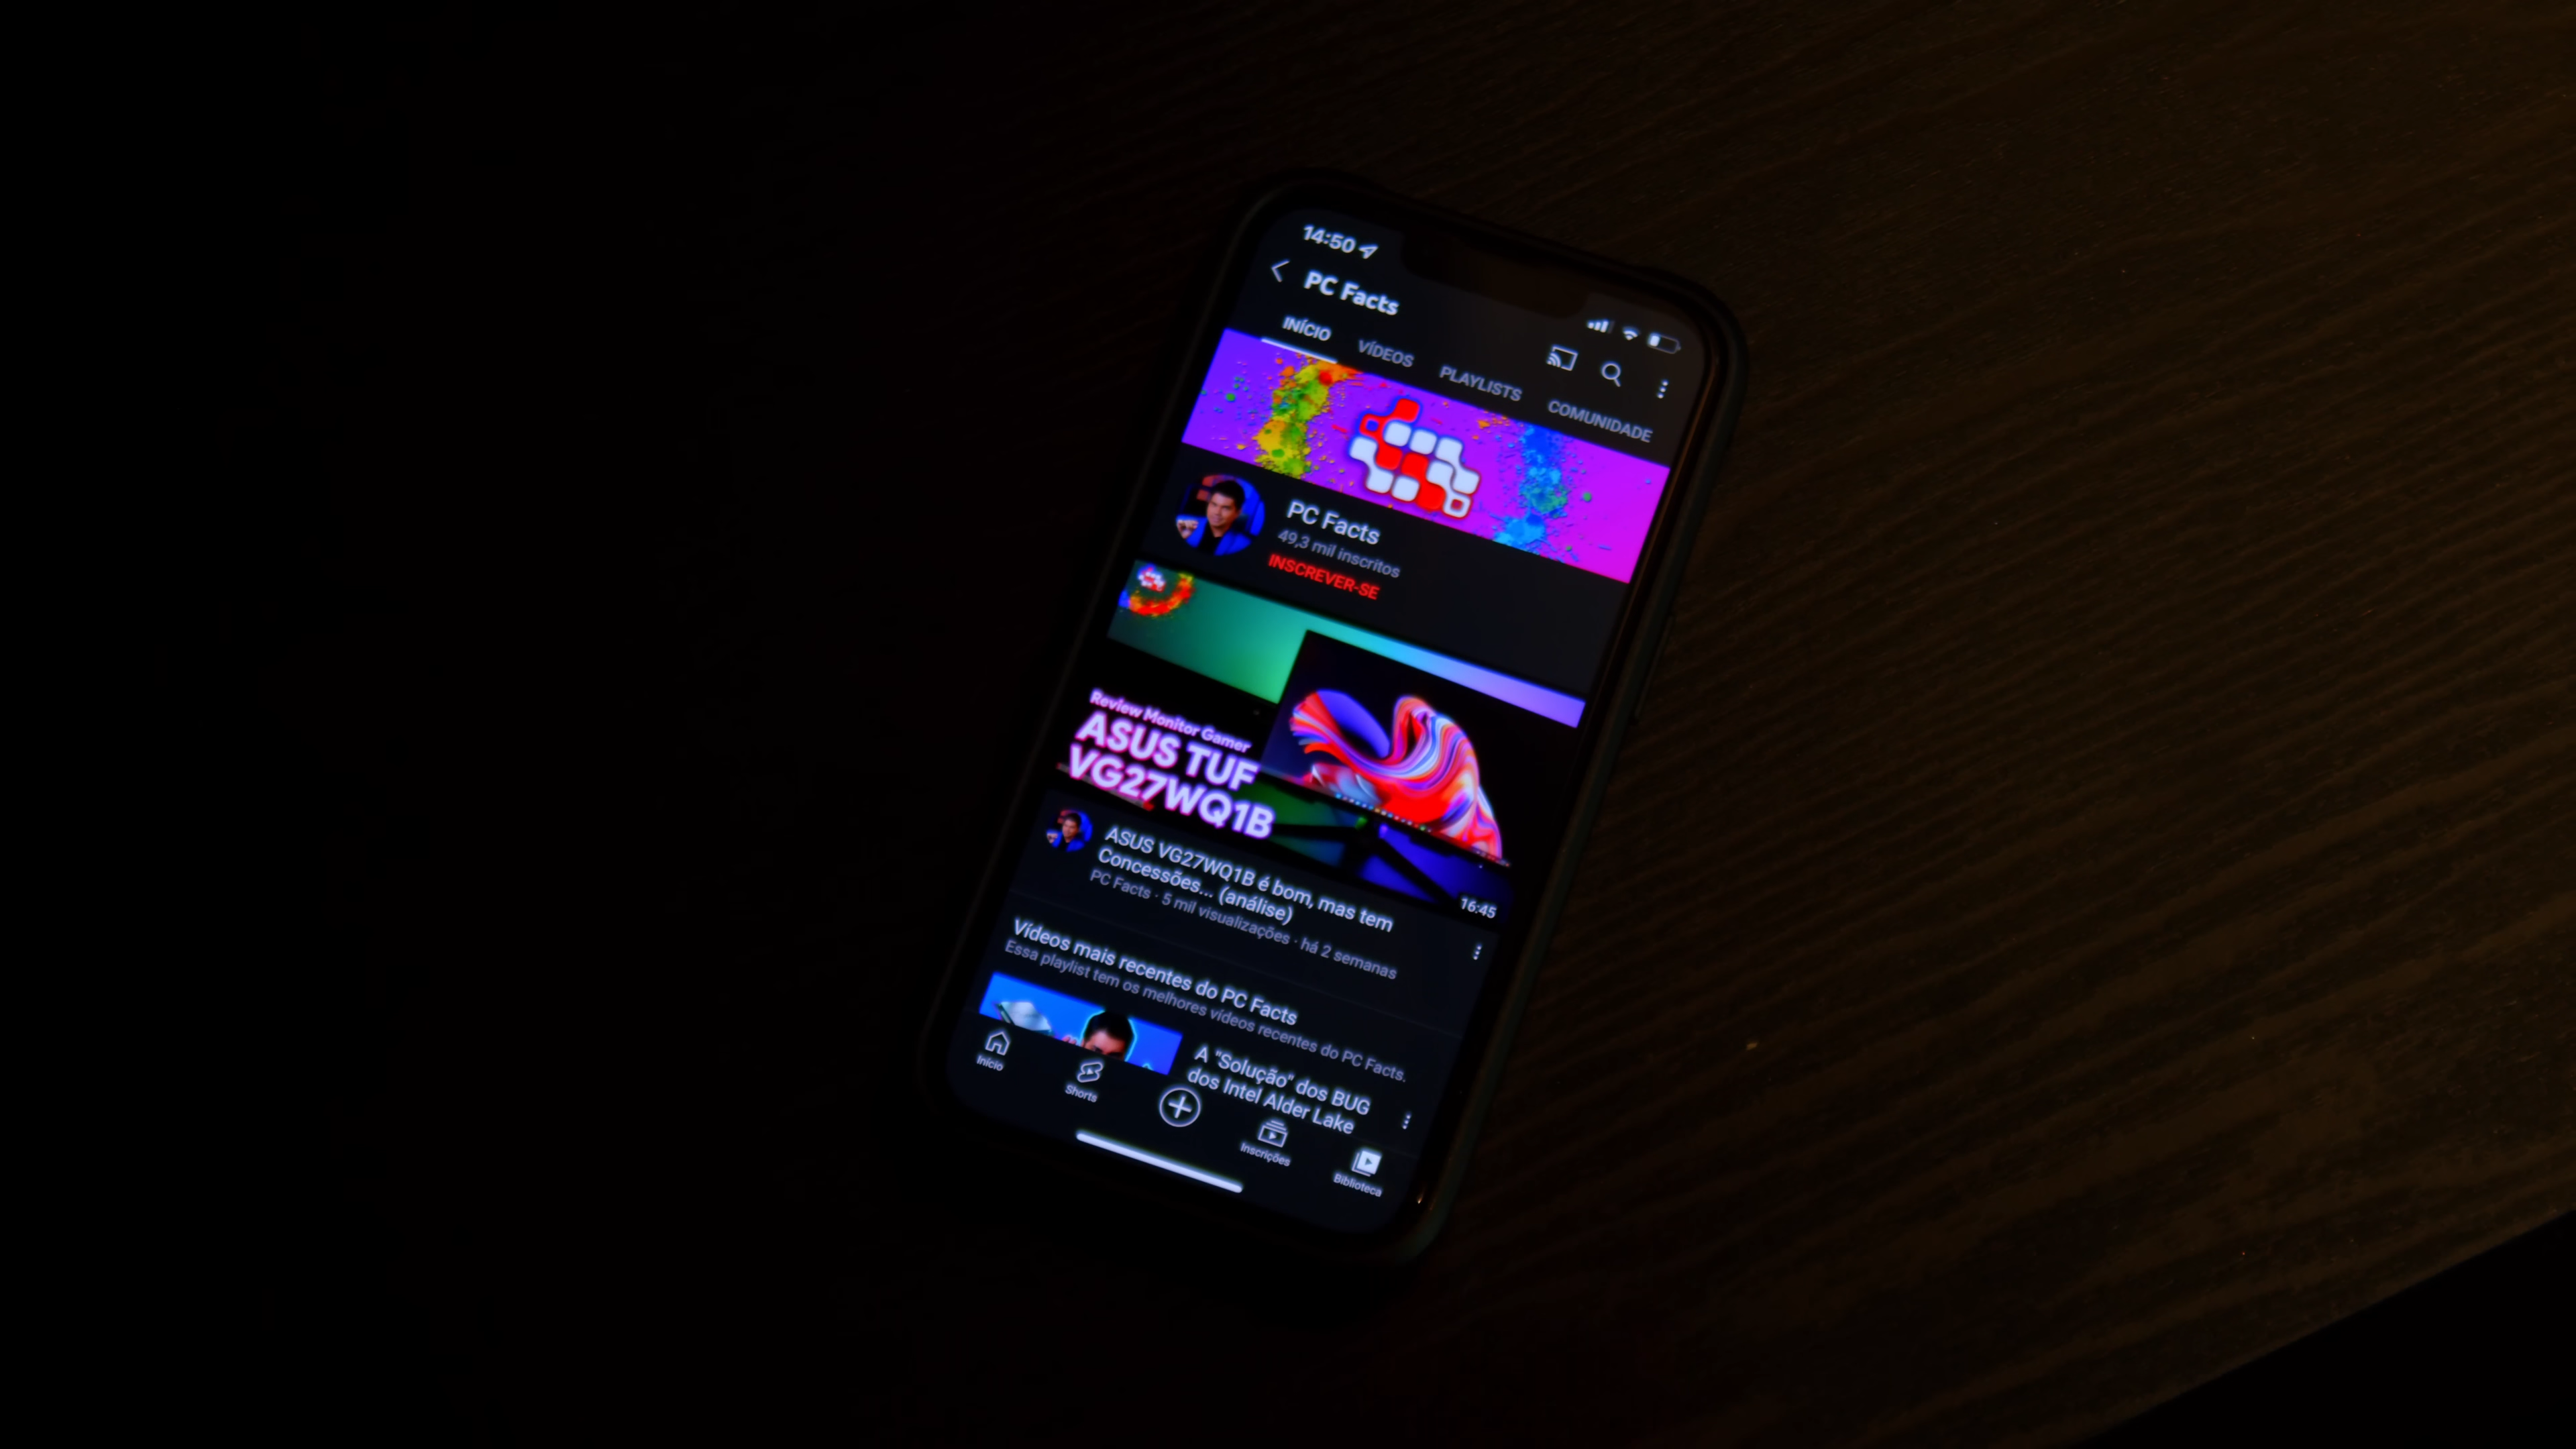 14:50
PC Facts
INÍCIO VÍDEOS PLAYLISTS COMUNIDADE
PC Facts
49,3 mil inscritos
INSCREVER-SE
Review Monitor Gamer
ASUS TUF
VG27WQ1B
16:45
ASUS VG27WQ1B é bom, mas tem
Concessões... (análise)
PC Facts · 5 mil visualizações · há 2 semanas
Vídeos mais recentes do PC Facts
Essa playlist tem os melhores vídeos recentes do PC Facts.
A "Solução" dos BUG
dos Intel Alder Lake
Início
Shorts
Inscrições
Biblioteca